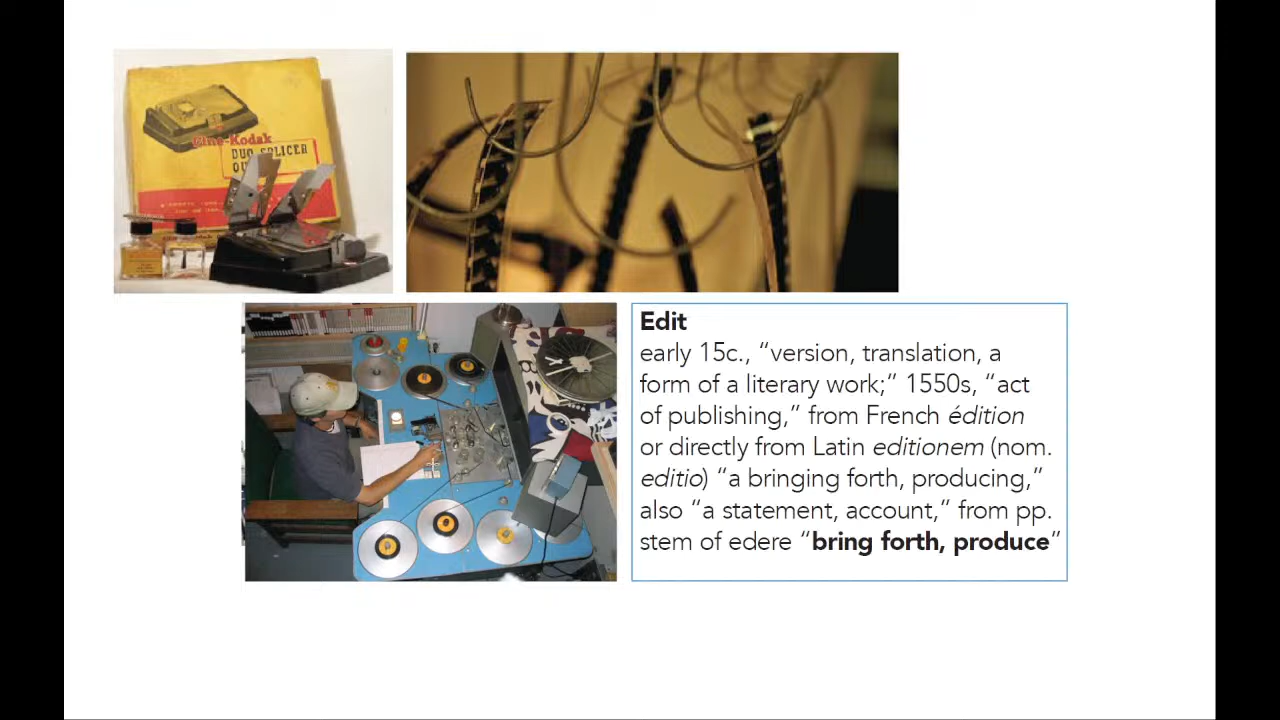 Cine-Kodak
DUO SPLICER
OU
Edit
early 15c., “version, translation, a
form of a literary work;” 1550s, “act
of publishing,” from French édition
or directly from Latin editionem (nom.
editio) “a bringing forth, producing,”
also “a statement, account,” from pp.
stem of edere “bring forth, produce”